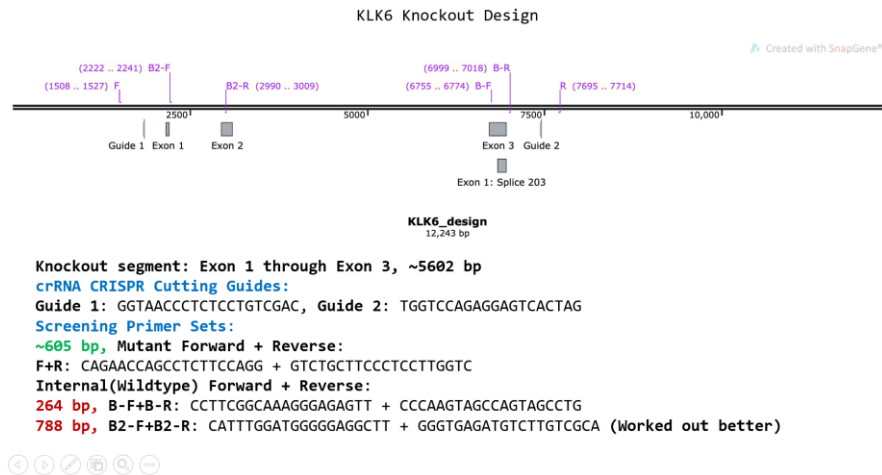 KLK6 Knockout Design
Created with SnapGene®
(2222 .. 2241) B2-F
(6999 .. 7018) B-R
(1508 .. 1527) F
B2-R (2990 .. 3009)
(6755 .. 6774) B-F
R (7695 .. 7714)
2500
5000
7500
10,000
Guide 1
Exon 1
Exon 2
Exon 3
Guide 2
Exon 1: Splice 203
KLK6_design
12,243 bp
Knockout segment: Exon 1 through Exon 3, ~5602 bp
crRNA CRISPR Cutting Guides:
Guide 1: GGTAACCCTCTCCTGTCGAC, Guide 2: TGGTCCAGAGGAGTCACTAG
Screening Primer Sets:
~605 bp, Mutant Forward + Reverse:
F+R: CAGAACCAGCCTCTTCCAGG + GTCTGCTTCCCTCCTTGGTC
Internal(Wildtype) Forward + Reverse:
264 bp, B-F+B-R: CCTTCGGCAAAGGGAGAGTT + CCCAAGTAGCCAGTAGCCTG
788 bp, B2-F+B2-R: CATTTGGATGGGGGAGGCTT + GGGTGAGATGTCTTGTCGCA (Worked out better)